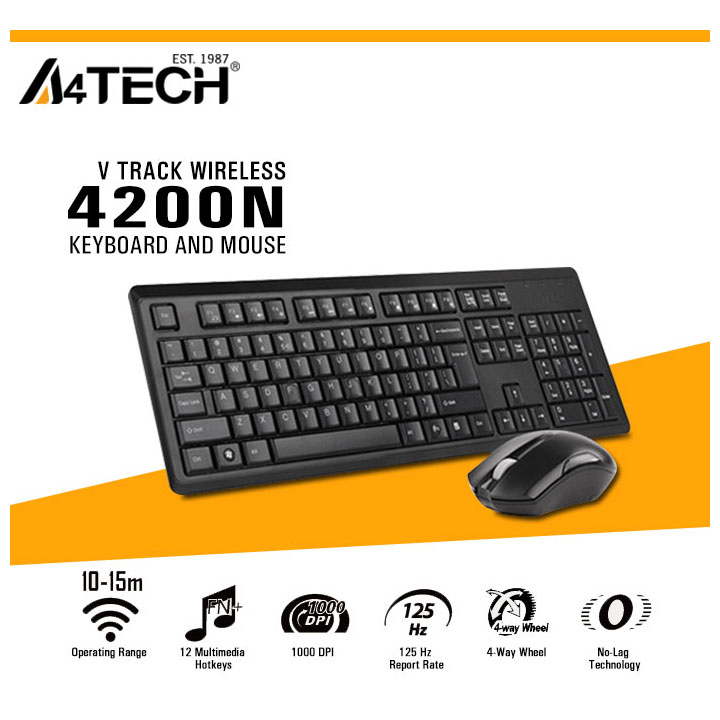 EST. 1987
A4TECH®
V TRACK WIRELESS
4200N
KEYBOARD AND MOUSE
10-15m
FN+
1000
DPI
125
Hz
4-way Wheel
0
Operating Range
12 Multimedia
Hotkeys
1000 DPI
125 Hz
Report Rate
4-Way Wheel
No-Lag
Technology